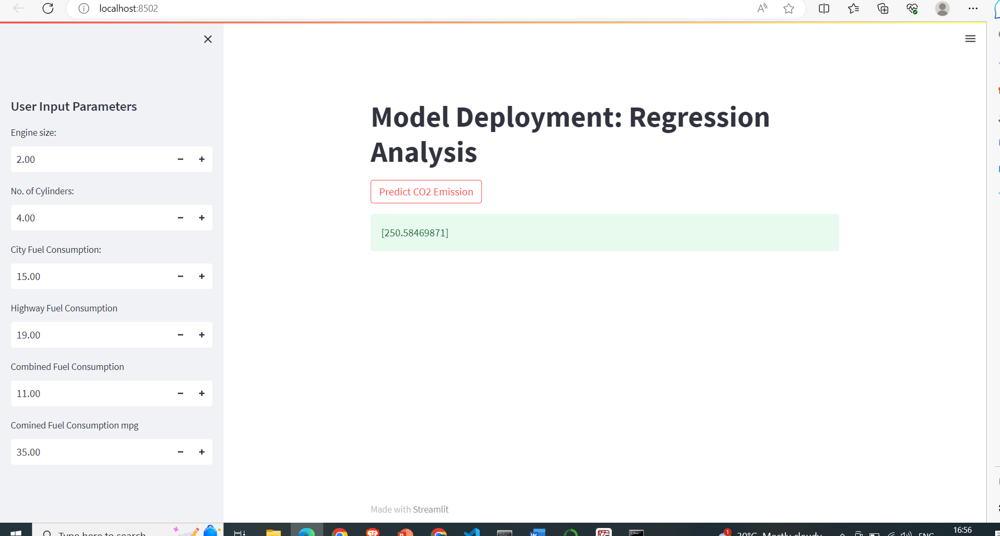 localhost:8502
User Input Parameters
Engine size:
2.00
No. of Cylinders:
4.00
City Fuel Consumption:
15.00
Highway Fuel Consumption
19.00
Combined Fuel Consumption
11.00
Comined Fuel Consumption mpg
35.00
Model Deployment: Regression
Analysis
Predict CO2 Emission
[250.58469871]
Made with Streamlit
Type here to search
1
Mostly cloudy
ENG
16:56